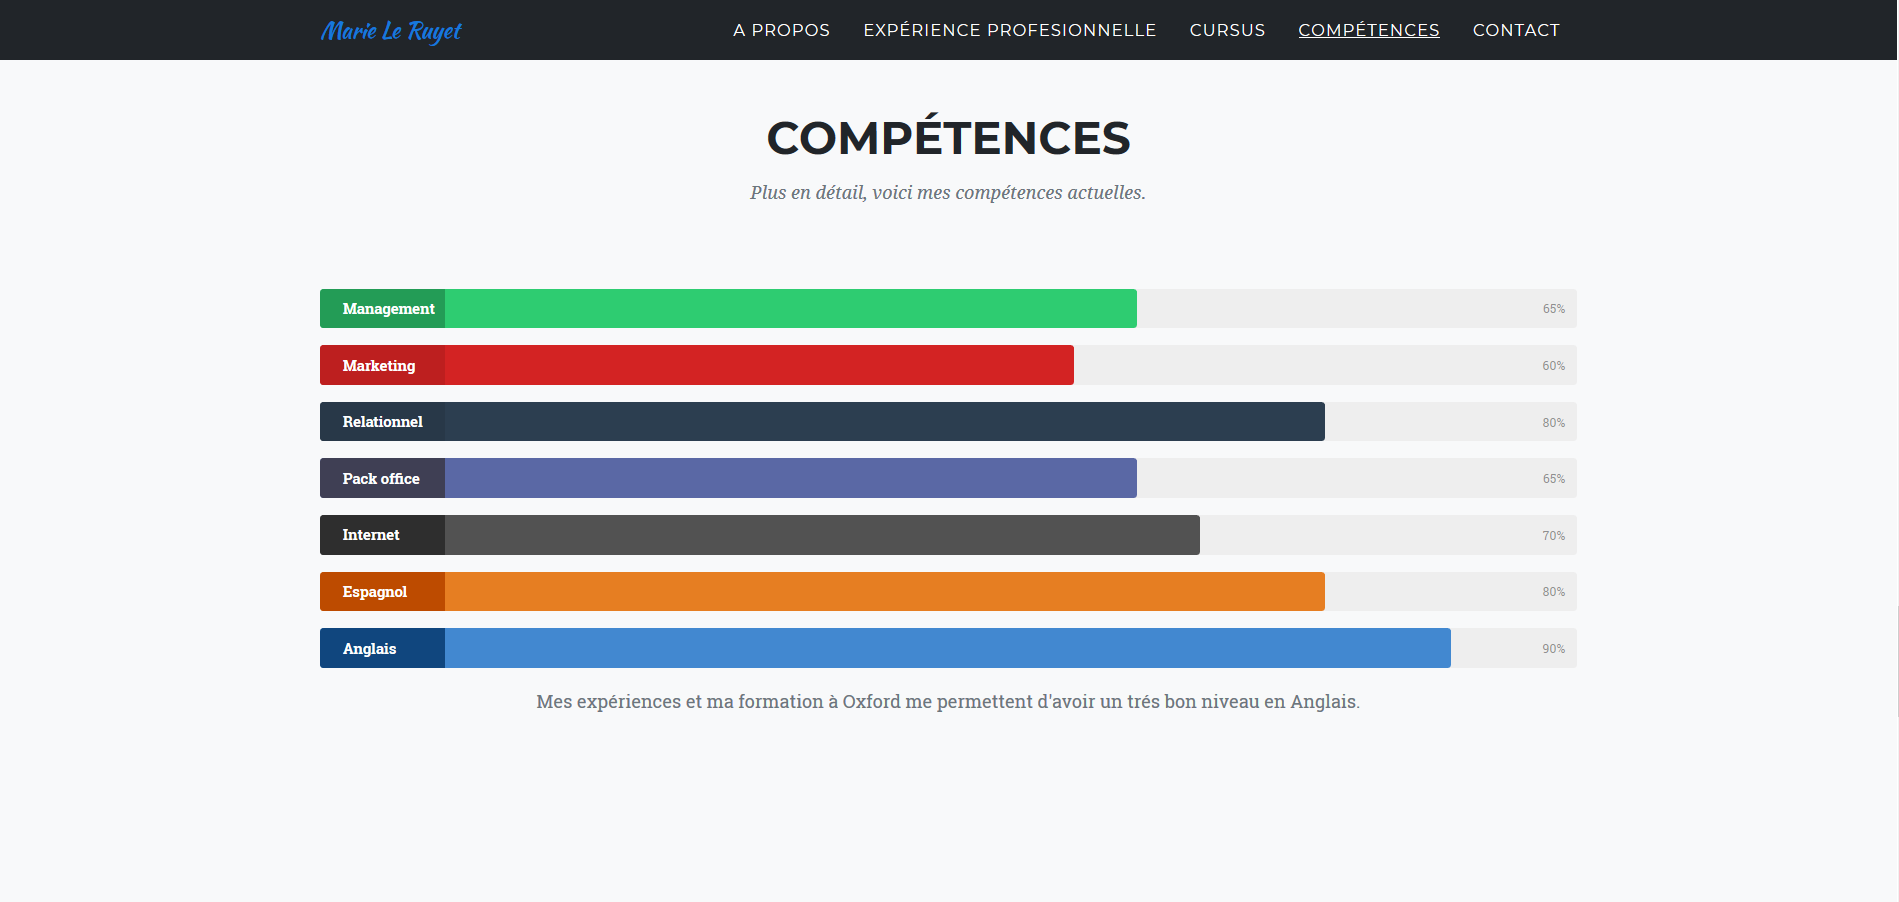 Marie Le Ruyet
A PROPOS EXPÉRIENCE PROFESIONNELLE CURSUS COMPÉTENCES CONTACT
COMPÉTENCES
Plus en détail, voici mes compétences actuelles.
Management 65%
Marketing 60%
Relationnel 80%
Pack office 65%
Internet 70%
Espagnol 80%
Anglais 90%
Mes expériences et ma formation à Oxford me permettent d'avoir un trés bon niveau en Anglais.